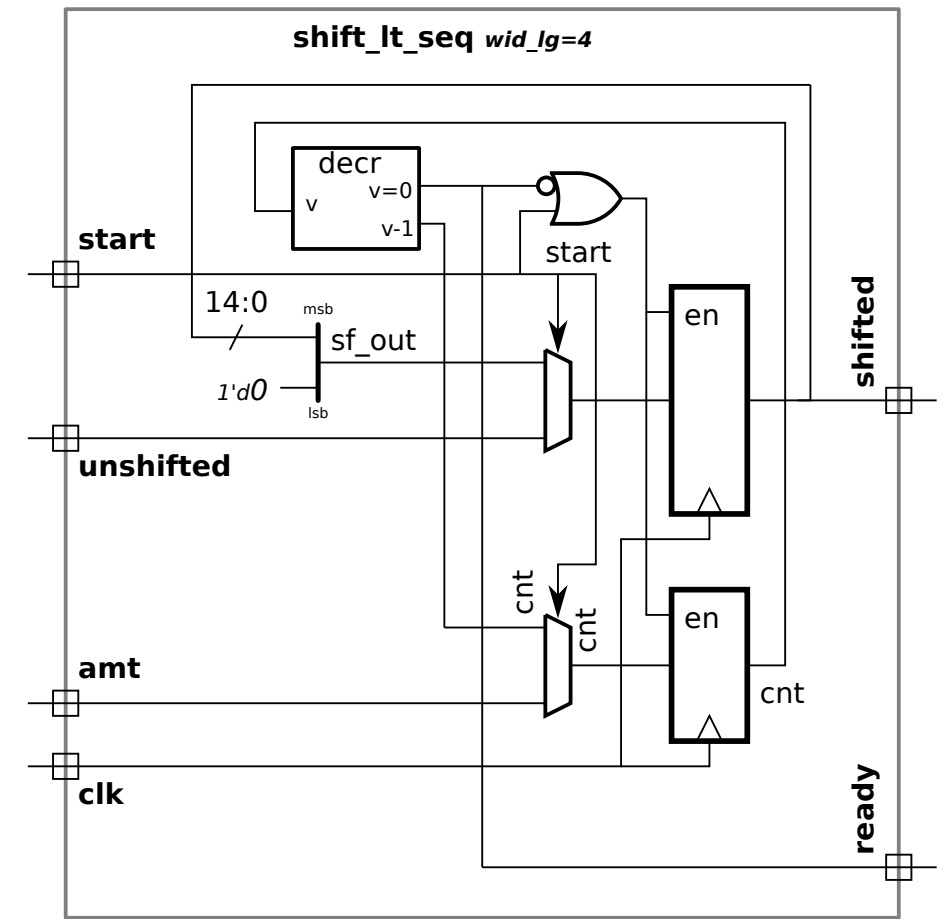 shift_lt_seq wid_lg=4
decr
v=0
v
v-1
start
start
14:0
msb
sf_out
en
shifted
1'd0
lsb
unshifted
cnt
cnt
en
amt
cnt
clk
ready